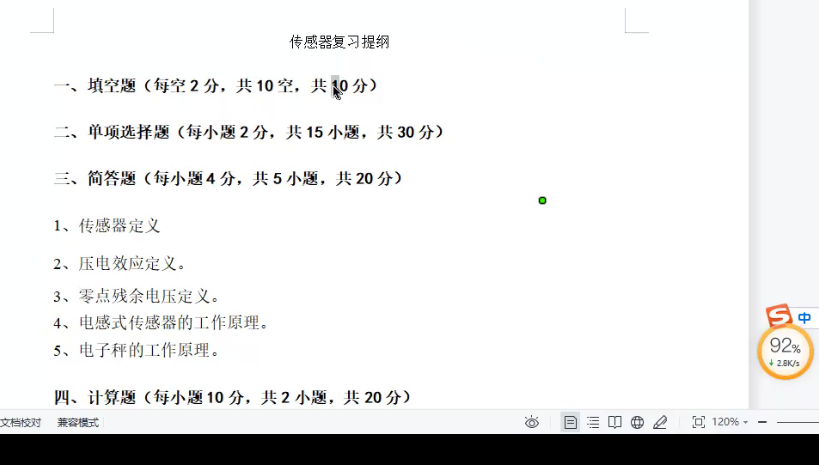 传感器复习提纲
一、填空题（每空 2 分，共 10 空，共 10 分）
二、单项选择题（每小题 2 分，共 15 小题，共 30 分）
三、简答题（每小题 4 分，共 5 小题，共 20 分）
1、传感器定义
2、压电效应定义。
3、零点残余电压定义。
4、电感式传感器的工作原理。
5、电子秤的工作原理。
四、计算题（每小题 10 分，共 2 小题，共 20 分）
S 中
92%
↓ 2.8K/s
文档校对 兼容模式 120%